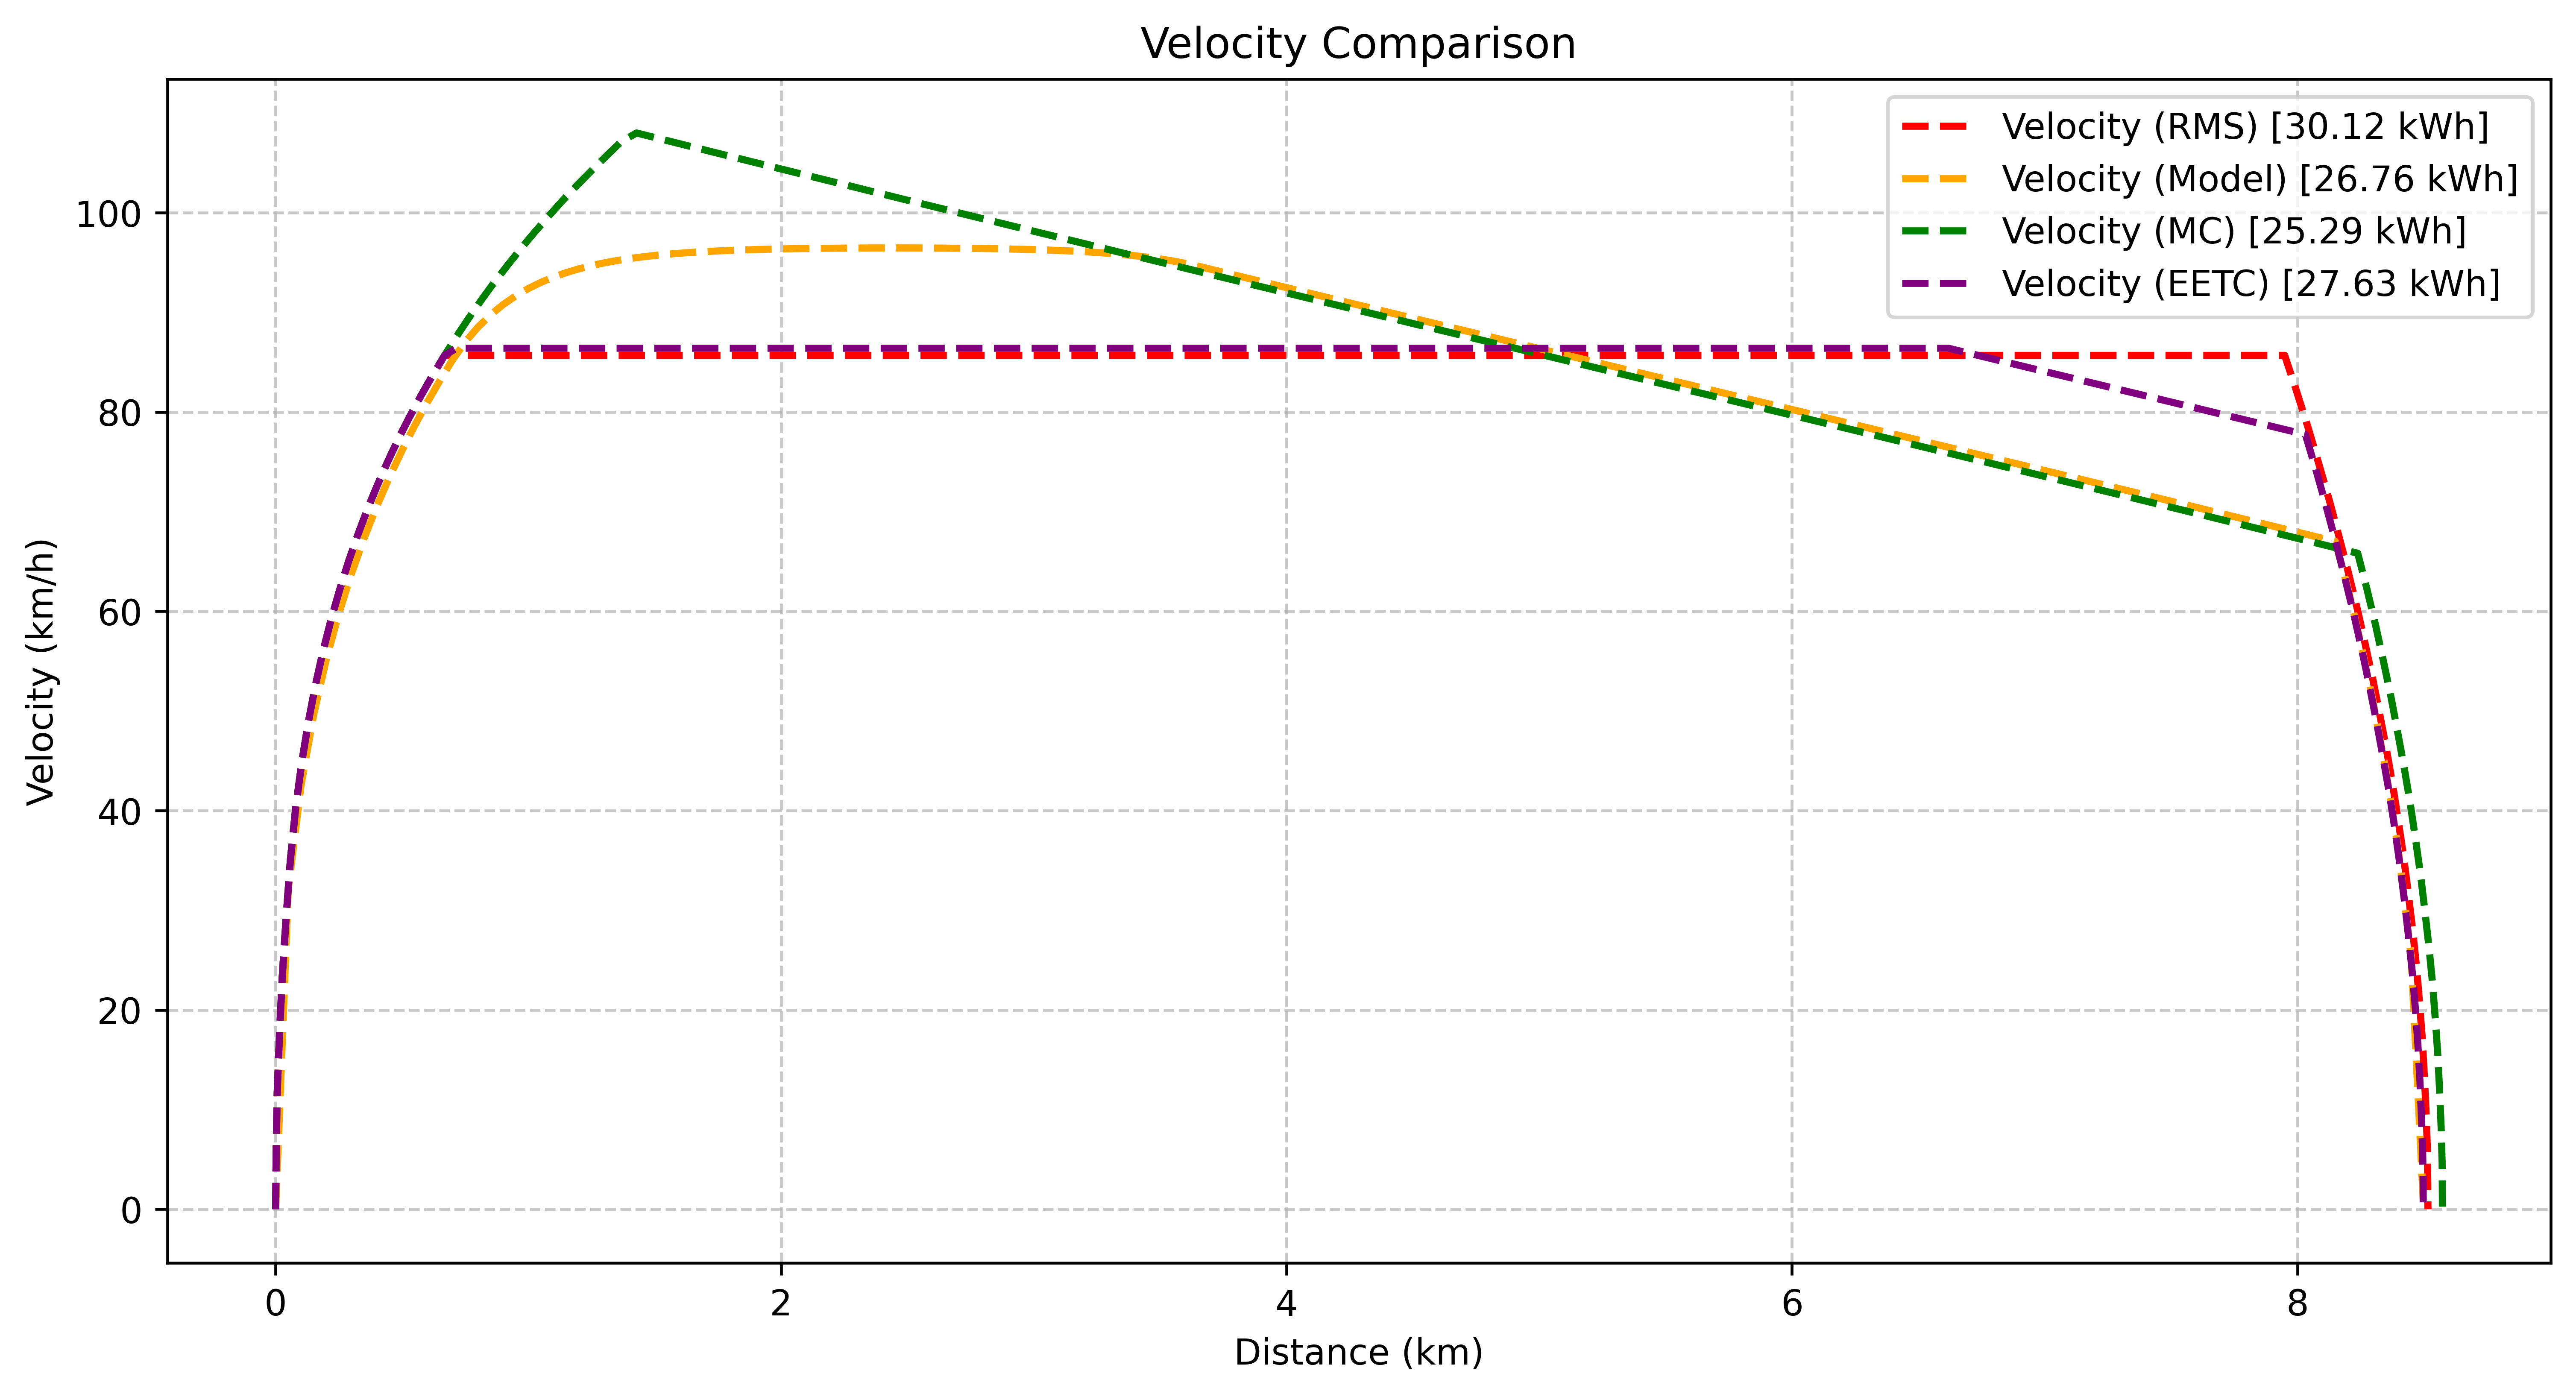 Velocity Comparison
Velocity (RMS) [30.12 kWh]
Velocity (Model) [26.76 kWh]
Velocity (MC) [25.29 kWh]
Velocity (EETC) [27.63 kWh]
Velocity (km/h)
100
80
60
40
20
0
0 2 4 6 8
Distance (km)